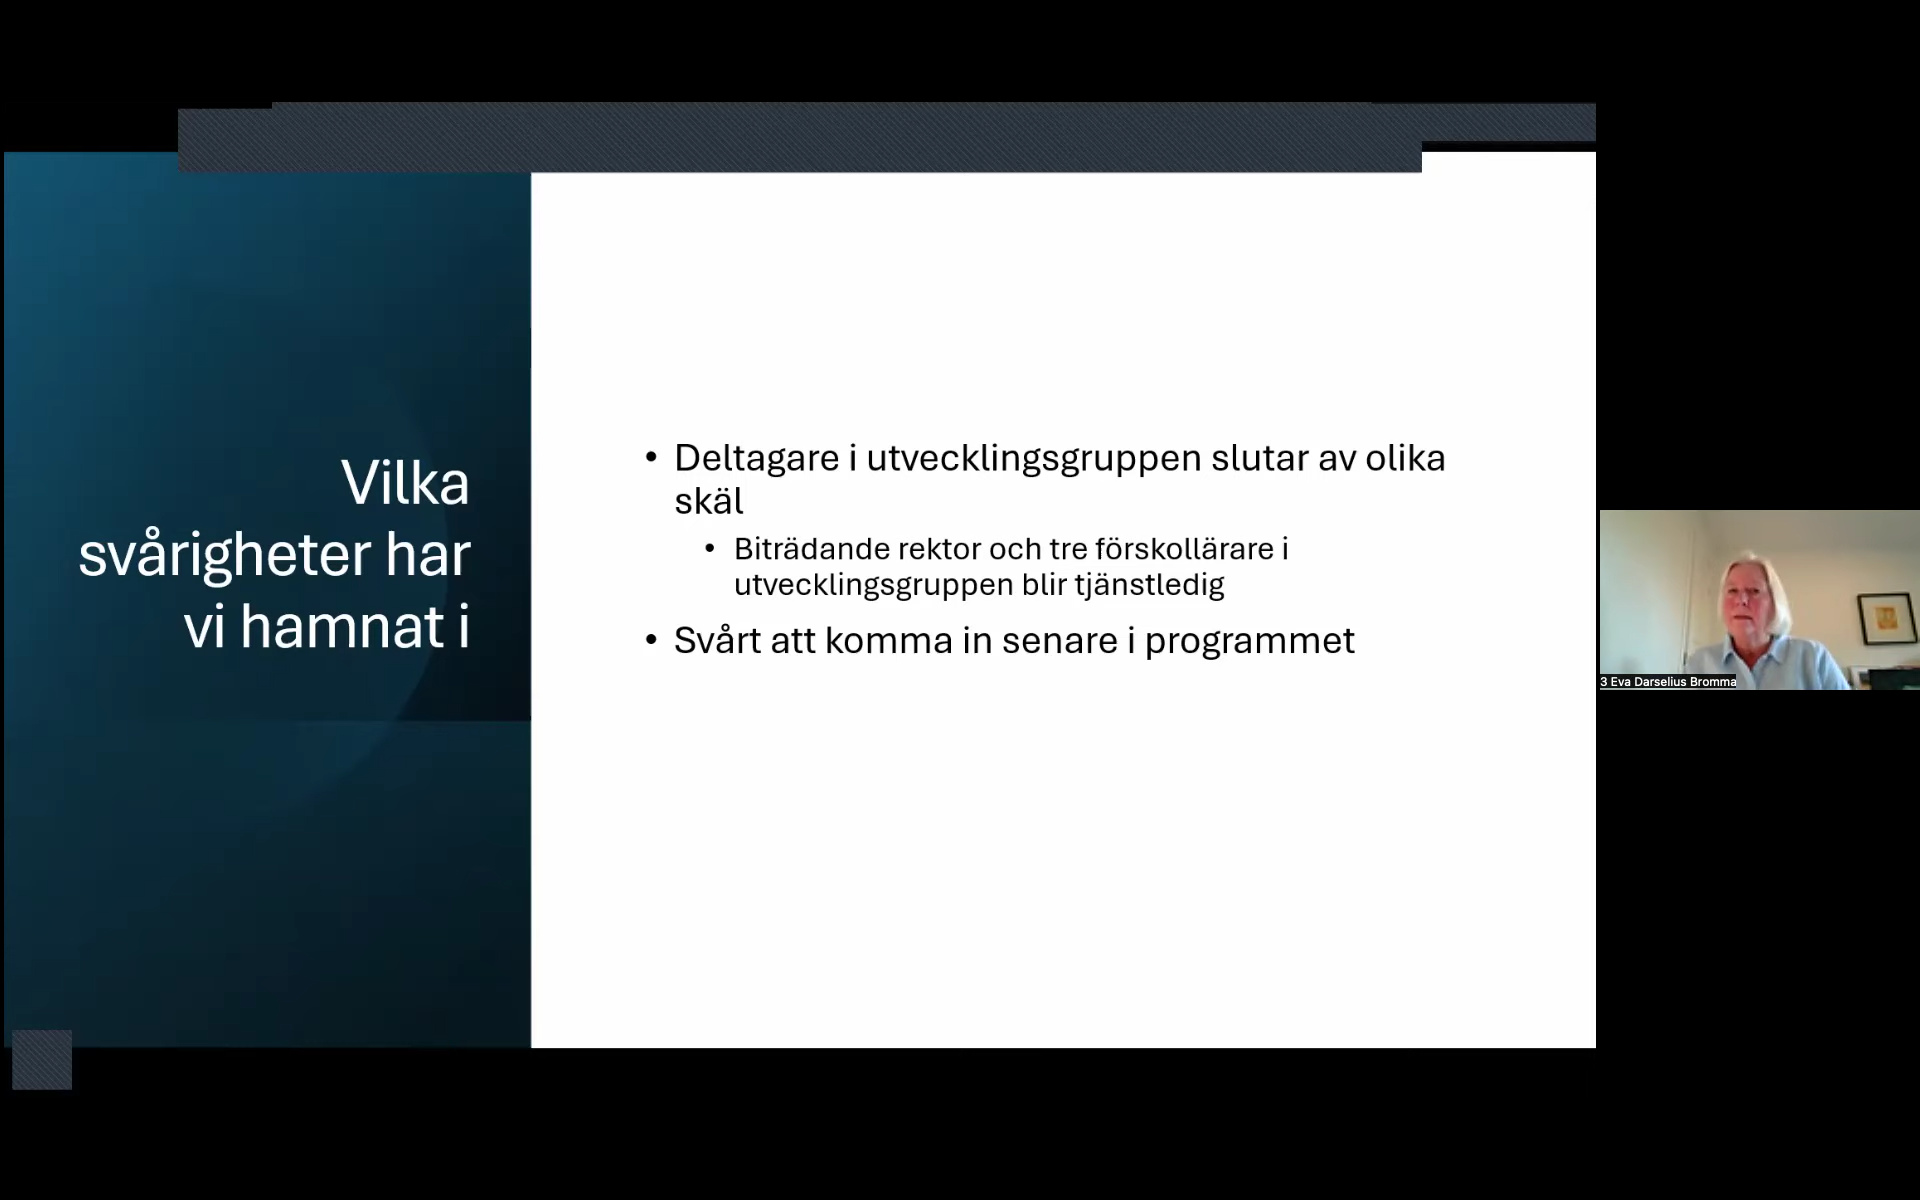 Vilka
svårigheter har
vi hamnat i
• Deltagare i utvecklingsgruppen slutar av olika
skäl
• Biträdande rektor och tre förskollärare i
utvecklingsgruppen blir tjänstledig
• Svårt att komma in senare i programmet
3 Eva Darselius Bromma